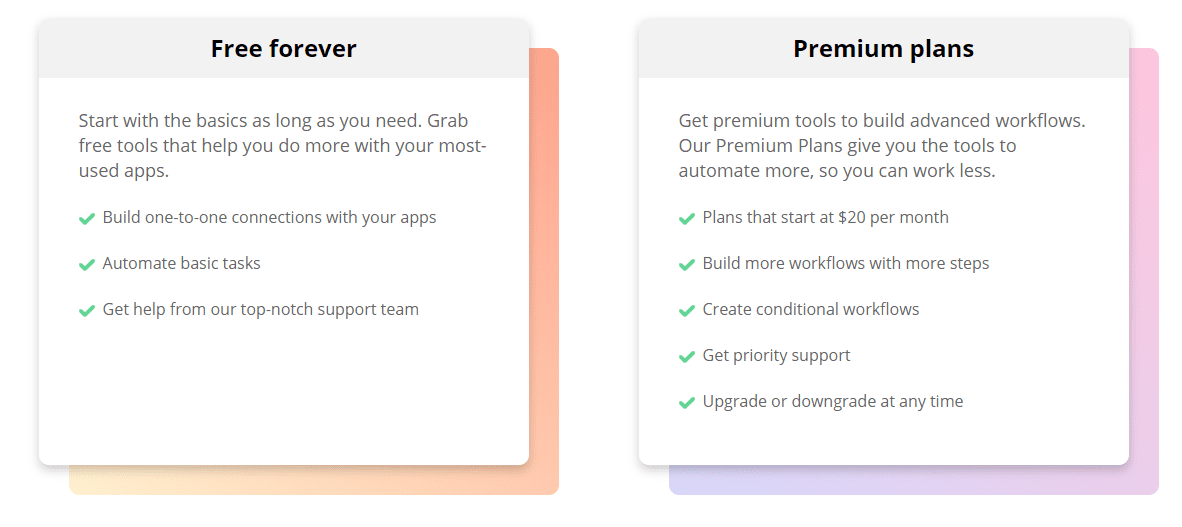 Free forever
Start with the basics as long as you need. Grab
free tools that help you do more with your most-
used apps.
Build one-to-one connections with your apps
Automate basic tasks
Get help from our top-notch support team
Premium plans
Get premium tools to build advanced workflows.
Our Premium Plans give you the tools to
automate more, so you can work less.
Plans that start at $20 per month
Build more workflows with more steps
Create conditional workflows
Get priority support
Upgrade or downgrade at any time